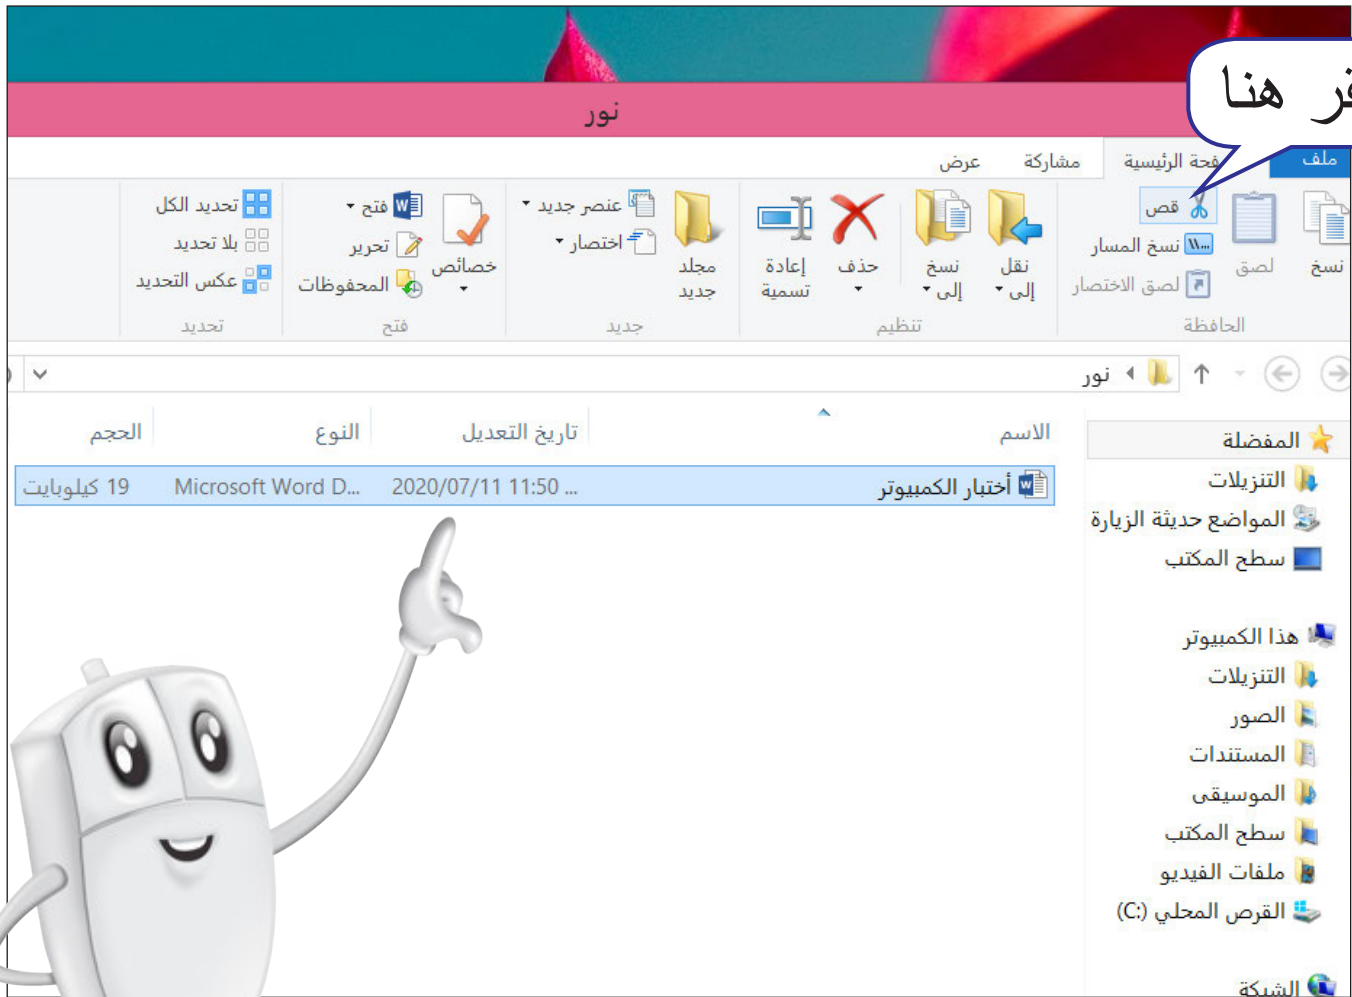 هنا
نور
ملف
الرئيسية
مشاركة
عرض
نسخ
لصق
قص
نسخ المسار
لصق الاختصار
الحافظة
نقل
إلى
نسخ
إلى
حذف
إعادة
تسمية
تنظيم
مجلد
جديد
عنصر جديد
اختصار
جديد
خصائص
فتح
تحرير
المحفوظات
فتح
تحديد الكل
بلا تحديد
عكس التحديد
تحديد
نور
الاسم
تاريخ التعديل
النوع
الحجم
أختبار الكمبيوتر
2020/07/11 11:50 ...
Microsoft Word D...
19 كيلوبايت
المفضلة
التنزيلات
المواضع حديثة الزيارة
سطح المكتب
هذا الكمبيوتر
التنزيلات
الصور
المستندات
الموسيقى
سطح المكتب
ملفات الفيديو
القرص المحلي (C:)
الشبكة